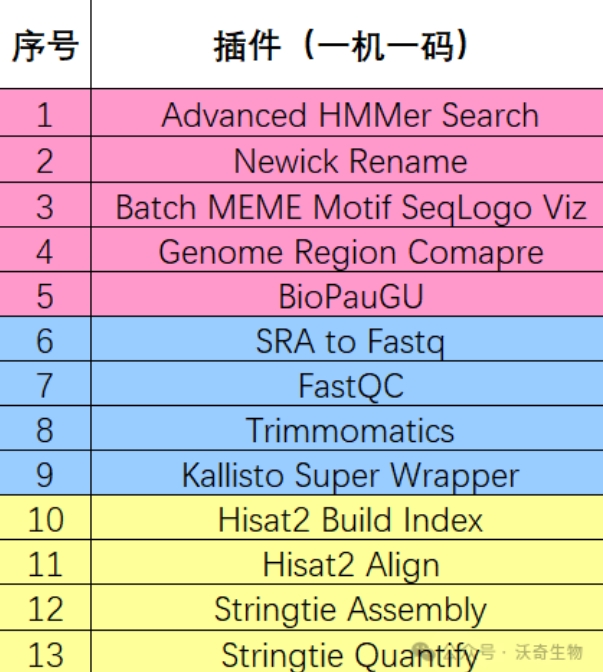 序号 插件（一机一码）
1 Advanced HMMer Search
2 Newick Rename
3 Batch MEME Motif SeqLogo Viz
4 Genome Region Comapre
5 BioPauGU
6 SRA to Fastq
7 FastQC
8 Trimmomatics
9 Kallisto Super Wrapper
10 Hisat2 Build Index
11 Hisat2 Align
12 Stringtie Assembly
13 Stringtie Quantify
众号 · 沃奇生物